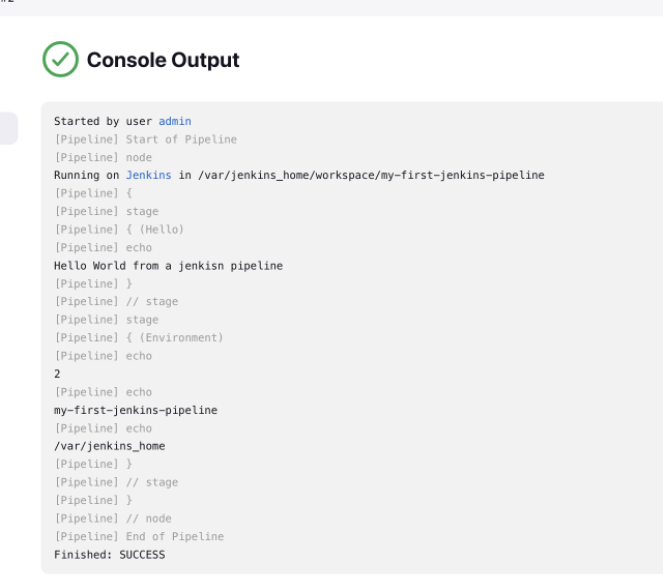 Console Output
Started by user admin
[Pipeline] Start of Pipeline
[Pipeline] node
Running on Jenkins in /var/jenkins_home/workspace/my-first-jenkins-pipeline
[Pipeline] {
[Pipeline] stage
[Pipeline] { (Hello)
[Pipeline] echo
Hello World from a jenkisn pipeline
[Pipeline] }
[Pipeline] // stage
[Pipeline] stage
[Pipeline] { (Environment)
[Pipeline] echo
2
[Pipeline] echo
my-first-jenkins-pipeline
[Pipeline] echo
/var/jenkins_home
[Pipeline] }
[Pipeline] // stage
[Pipeline] }
[Pipeline] // node
[Pipeline] End of Pipeline
Finished: SUCCESS